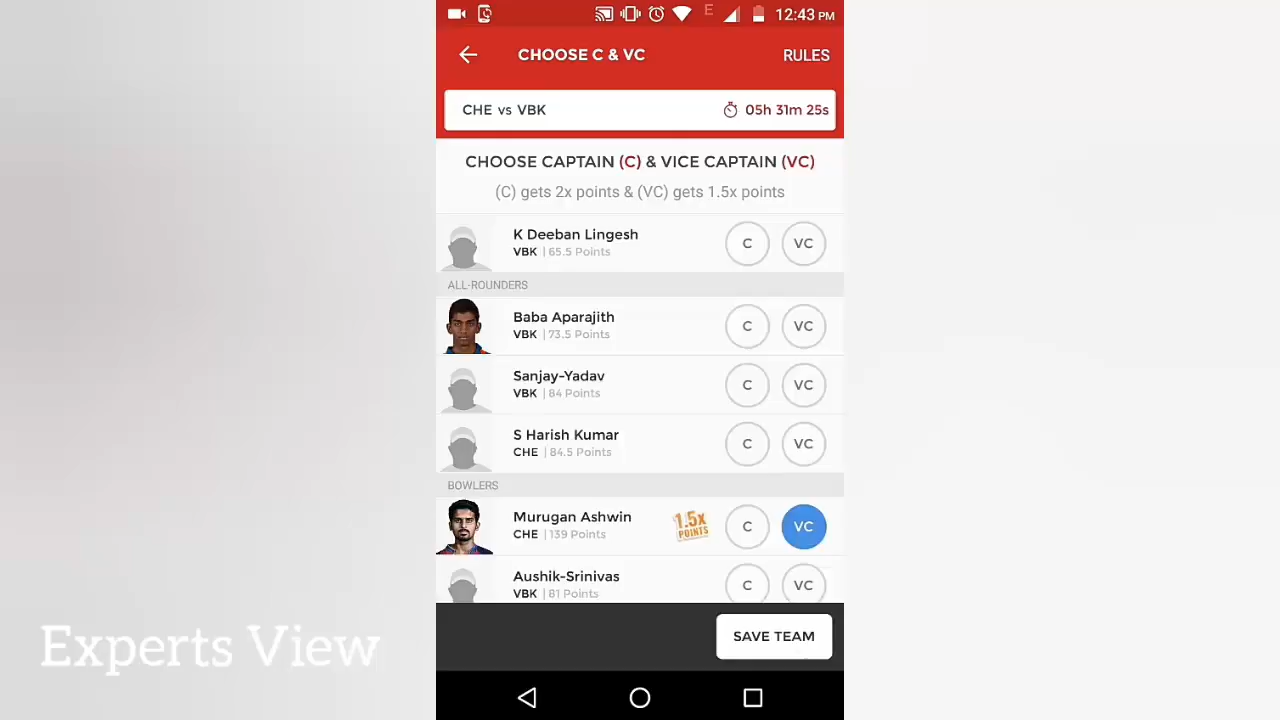 E
12:43 PM
CHOOSE C & VC
RULES
CHE vs VBK
05h 31m 25s
CHOOSE CAPTAIN (C) & VICE CAPTAIN (VC)
(C) gets 2x points & (VC) gets 1.5x points
K Deeban Lingesh
VBK | 65.5 Points
C
VC
ALL-ROUNDERS
Baba Aparajith
VBK | 73.5 Points
C
VC
Sanjay-Yadav
VBK | 84 Points
C
VC
S Harish Kumar
CHE | 84.5 Points
C
VC
BOWLERS
Murugan Ashwin
CHE | 139 Points
1.5x
POINTS
C
VC
Aushik-Srinivas
VBK | 81 Points
C
VC
SAVE TEAM
Experts View